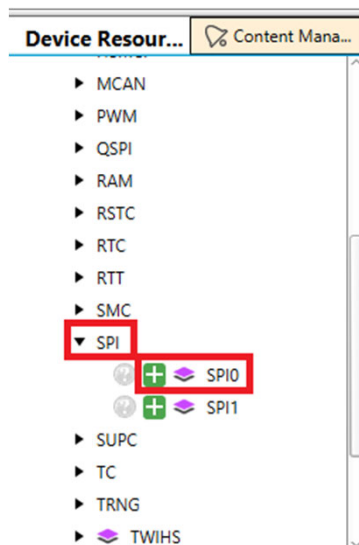 Device Resour...
Content Mana...
MCAN
PWM
QSPI
RAM
RSTC
RTC
RTT
SMC
SPI
SPI0
SPI1
SUPC
TC
TRNG
TWIHS